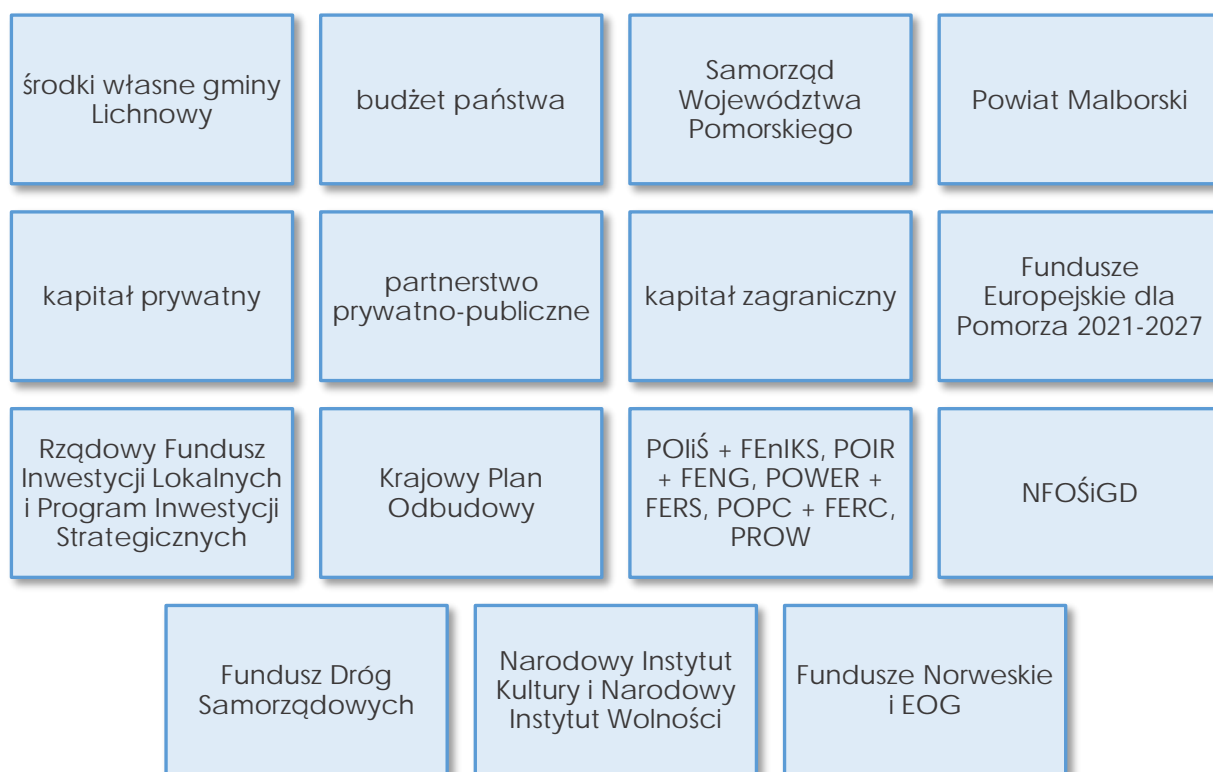 środki własne gminy
Lichnowy
budżet państwa
Samorząd
Województwa
Pomorskiego
Powiat Malborski
kapitał prywatny
partnerstwo
prywatno-publiczne
kapitał zagraniczny
Fundusze
Europejskie dla
Pomorza 2021-2027
Rządowy Fundusz
Inwestycji Lokalnych
i Program Inwestycji
Strategicznych
Krajowy Plan
Odbudowy
POIiŚ + FEnIKS, POIR
+ FENG, POWER +
FERS, POPC + FERC,
PROW
NFOŚiGD
Fundusz Dróg
Samorządowych
Narodowy Instytut
Kultury i Narodowy
Instytut Wolności
Fundusze Norweskie
i EOG